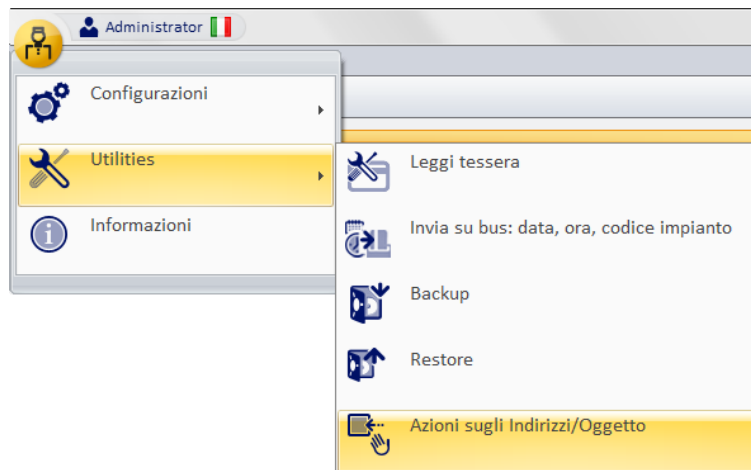 Administrator
Configurazioni
Utilities
Informazioni
Leggi tessera
Invia su bus: data, ora, codice impianto
Backup
Restore
Azioni sugli Indirizzi/Oggetto